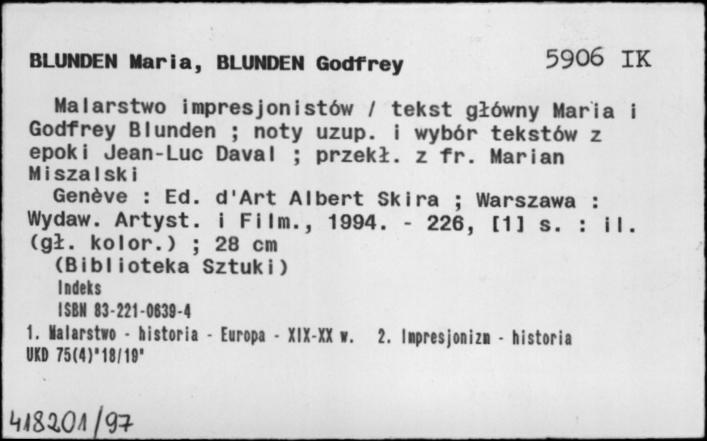 BLUNDEN Maria, BLUNDEN Godfrey 5906 IK
Malarstwo impresjonistów / tekst główny Maria i
Godfrey Blunden ; noty uzup. i wybór tekstów z
epoki Jean-Luc Daval ; przekł. z fr. Marian
Miszalski
Genève : Ed. d'Art Albert Skira ; Warszawa :
Wydaw. Artyst. i Film., 1994. - 226, [1] s. : il.
(gł. kolor.) ; 28 cm
(Biblioteka Sztuki)
Indeks
ISBN 83-221-0639-4
1. Malarstwo - historia - Europa - XIX-XX w. 2. Impresjonizm - historia
UKD 75(4)"18/19"
418201/97